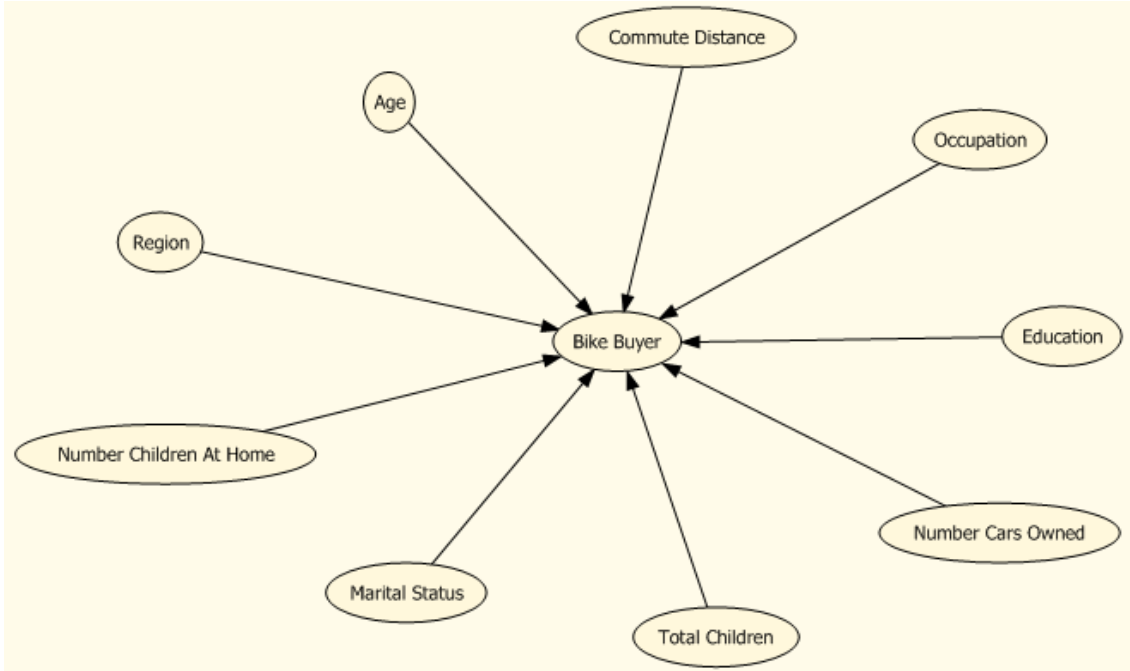 Commute Distance
Age
Occupation
Region
Bike Buyer
Education
Number Children At Home
Number Cars Owned
Marital Status
Total Children